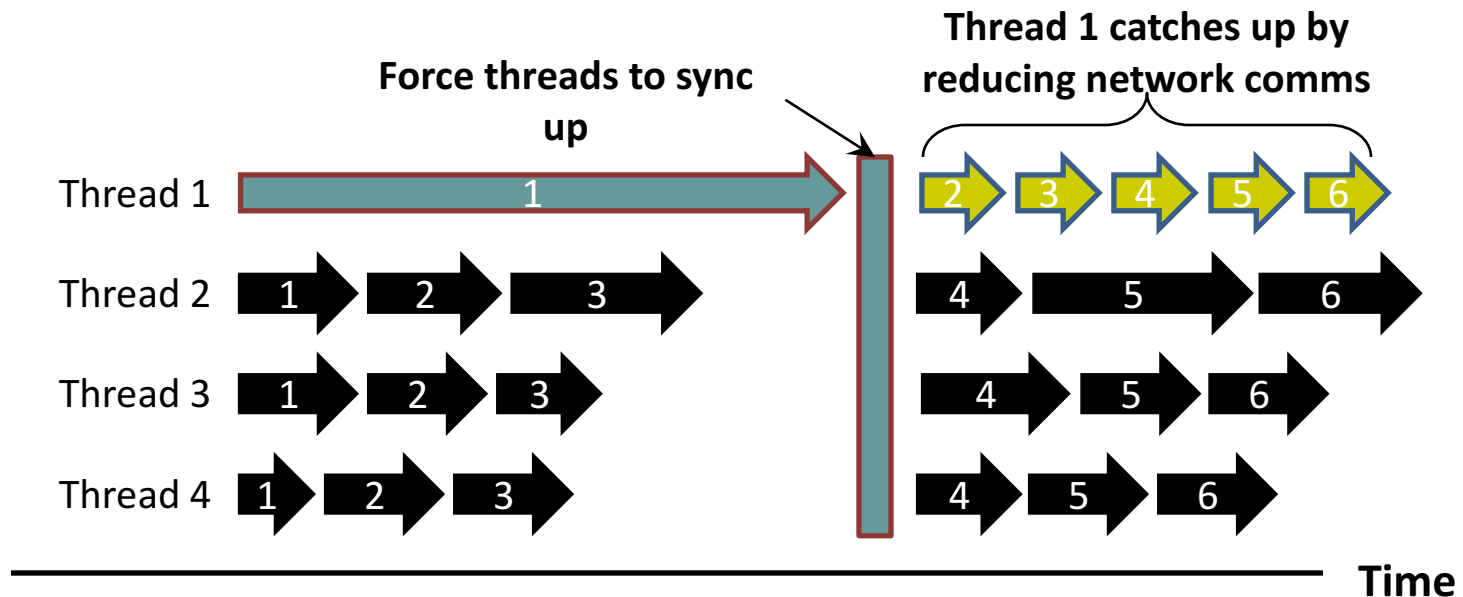 Thread 1 catches up by
reducing network comms
Force threads to sync
up
Thread 1 1 2 3 4 5 6
Thread 2 1 2 3 4 5 6
Thread 3 1 2 3 4 5 6
Thread 4 1 2 3 4 5 6
Time